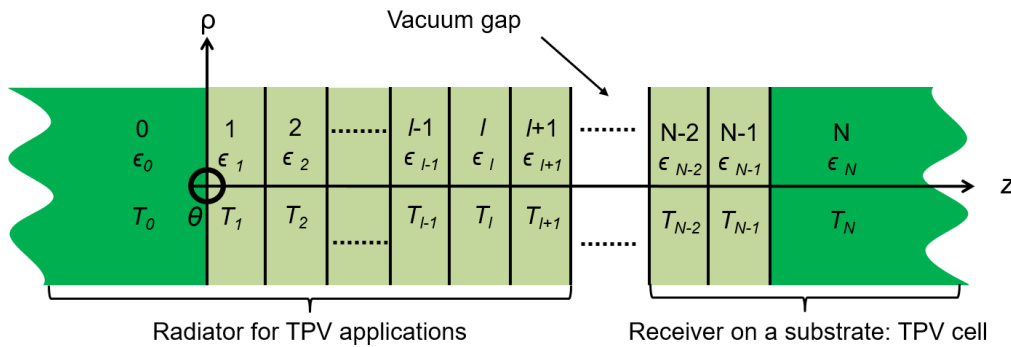 ρ
Vacuum gap
0 1 2 ........ l-1 l l+1 ........ N-2 N-1 N
ϵ0 ϵ1 ϵ2 ϵl-1 ϵl ϵl+1 ϵN-2 ϵN-1 ϵN
z
T0 θ T1 T2 ........ Tl-1 Tl Tl+1 ........ TN-2 TN-1 TN
Radiator for TPV applications
Receiver on a substrate: TPV cell